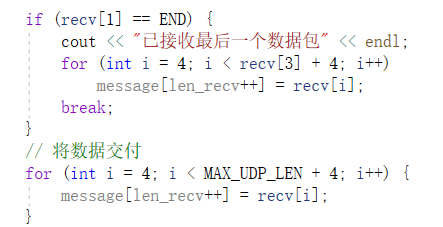 if (recv[1] == END) {
    cout << "已接收最后一个数据包" << endl;
    for (int i = 4; i < recv[3] + 4; i++)
        message[len_recv++] = recv[i];
    break;
}
// 将数据交付
for (int i = 4; i < MAX_UDP_LEN + 4; i++) {
    message[len_recv++] = recv[i];
}